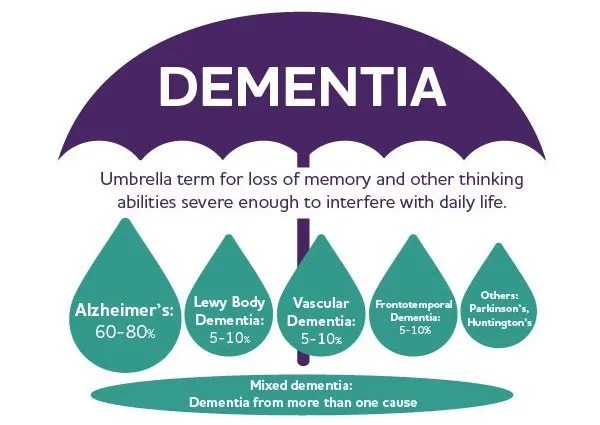 DEMENTIA
Umbrella term for loss of memory and other thinking
abilities severe enough to interfere with daily life.
Alzheimer's:
60-80%
Lewy Body
Dementia:
5-10%
Vascular
Dementia:
5-10%
Frontotemporal
Dementia:
5-10%
Others:
Parkinson's,
Huntington's
Mixed dementia:
Dementia from more than one cause